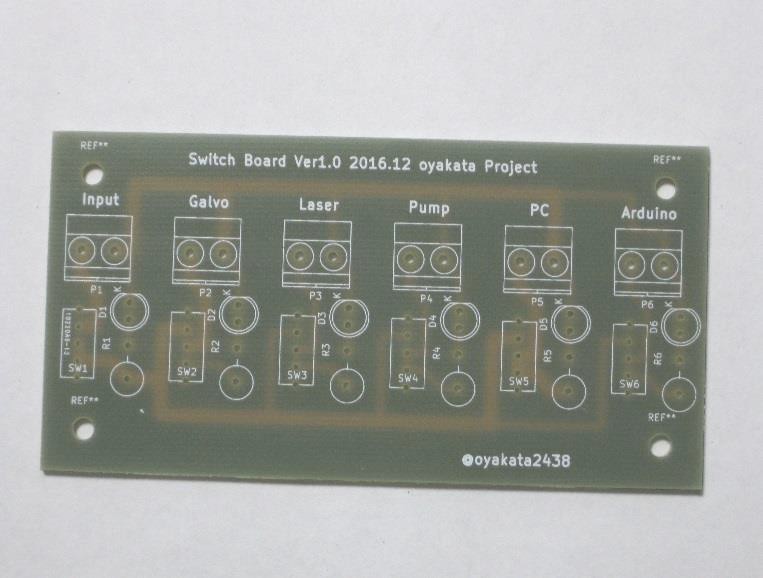 REF**
REF**
Switch Board Ver1.0 2016.12 oyakata Project
Input
Galvo
Laser
Pump
PC
Arduino
P1
P2
P3
P4
P5
P6
K
K
K
K
K
K
D1
D2
D3
D4
D5
D6
R1
R2
R3
R4
R5
R6
SW1
SW2
SW3
SW4
SW5
SW6
REF**
REF**
@oyakata2438